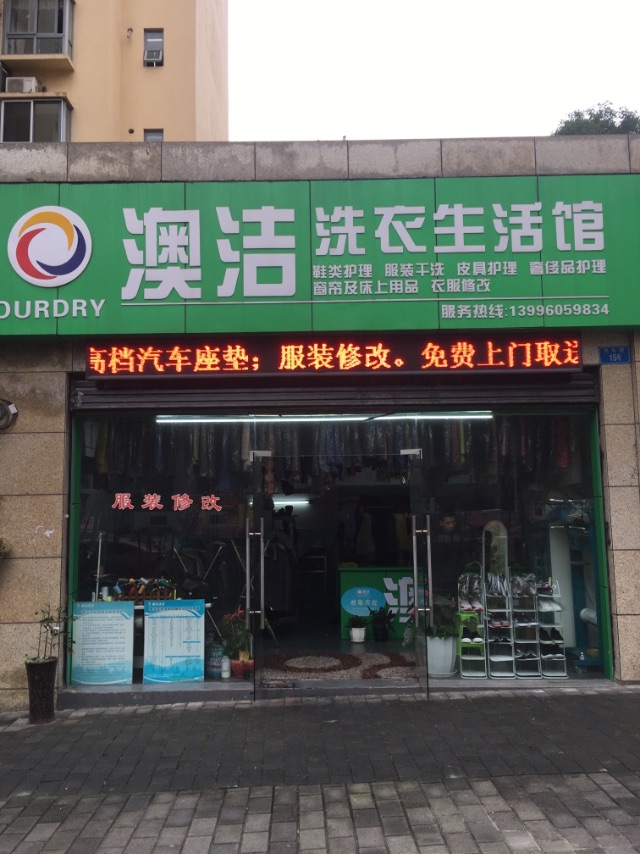 澳洁 洗衣生活馆
鞋类护理 服装干洗 皮具护理 奢侈品护理
窗帘及床上用品 衣服修改
OURDRY
服务热线:13996059834
高档汽车座垫；服装修改。免费上门取送
服装修改
澳